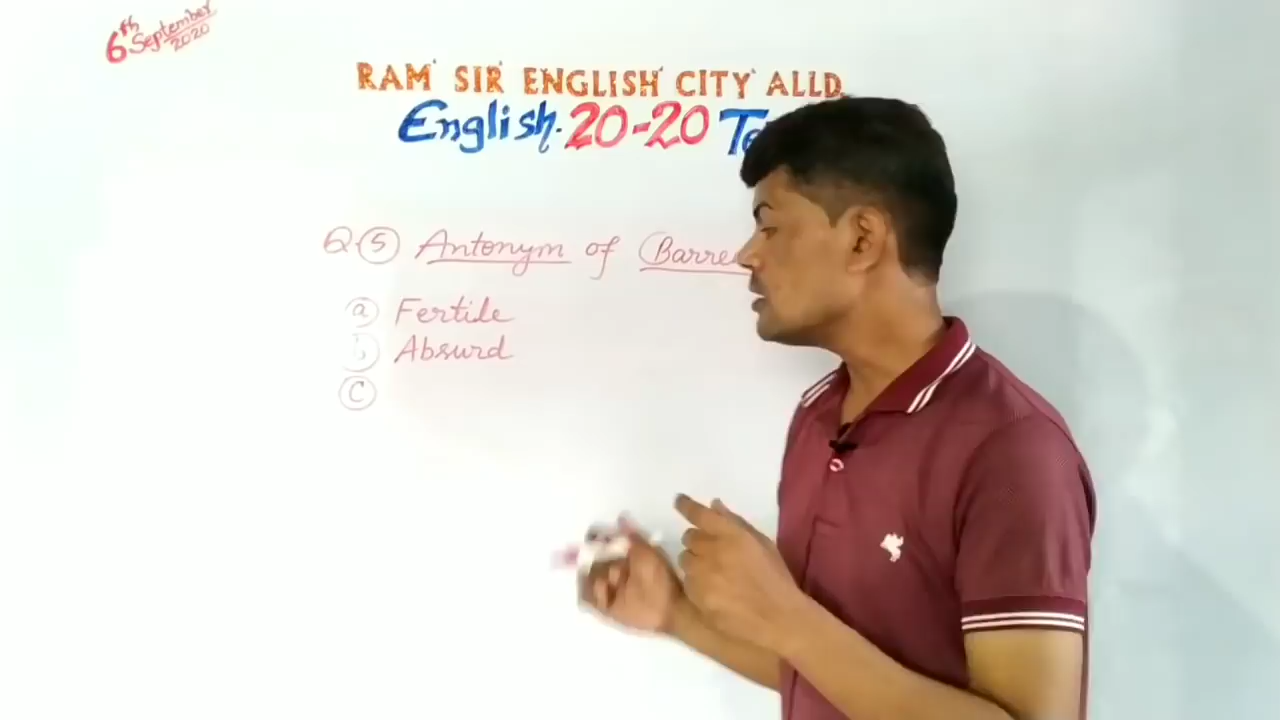 6th September 2020
RAM SIR ENGLISH CITY ALLD
English 20-20
Q. 5 Antonym of
a Fertile
b Absurd
c